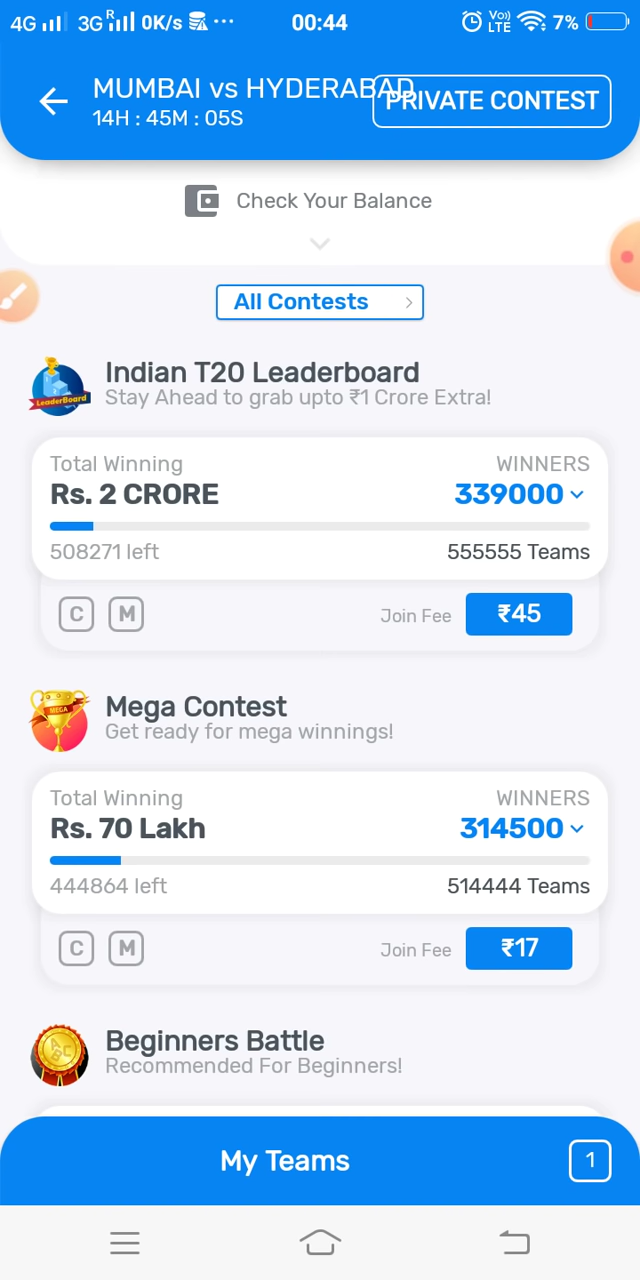 4G 3G R 0K/s ... 00:44 Vo) LTE 7%
MUMBAI vs HYDERABAD
PRIVATE CONTEST
14H : 45M : 05S
Check Your Balance
All Contests
Indian T20 Leaderboard
LeaderBoard
Stay Ahead to grab upto ₹1 Crore Extra!
Total Winning WINNERS
Rs. 2 CRORE 339000
508271 left 555555 Teams
C M Join Fee ₹45
Mega Contest
MEGA
Get ready for mega winnings!
Total Winning WINNERS
Rs. 70 Lakh 314500
444864 left 514444 Teams
C M Join Fee ₹17
Beginners Battle
ABC
Recommended For Beginners!
My Teams 1